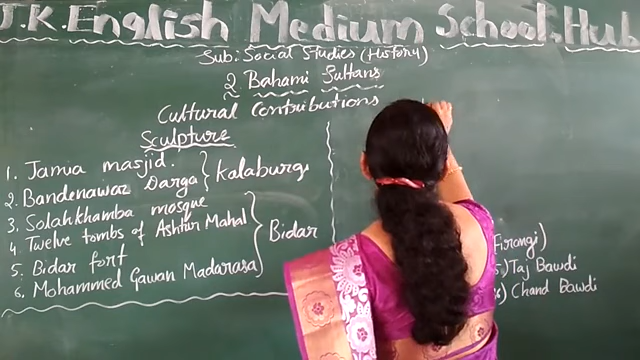 J.K. English Medium School, Hub
Sub: Social Studies (History)
2 Bahami Sultans
Cultural Contributions
Sculpture
1. Jamia masjid.
2. Bandenawaz Darga
Kalaburgi
3. Solahkhamba mosque
4. Twelve tombs of Ashtur Mahal
5. Bidar fort
6. Mohammed Gawan Madarasa
Bidar
Firangi)
5) Taj Bawdi
6) Chand Bawdi